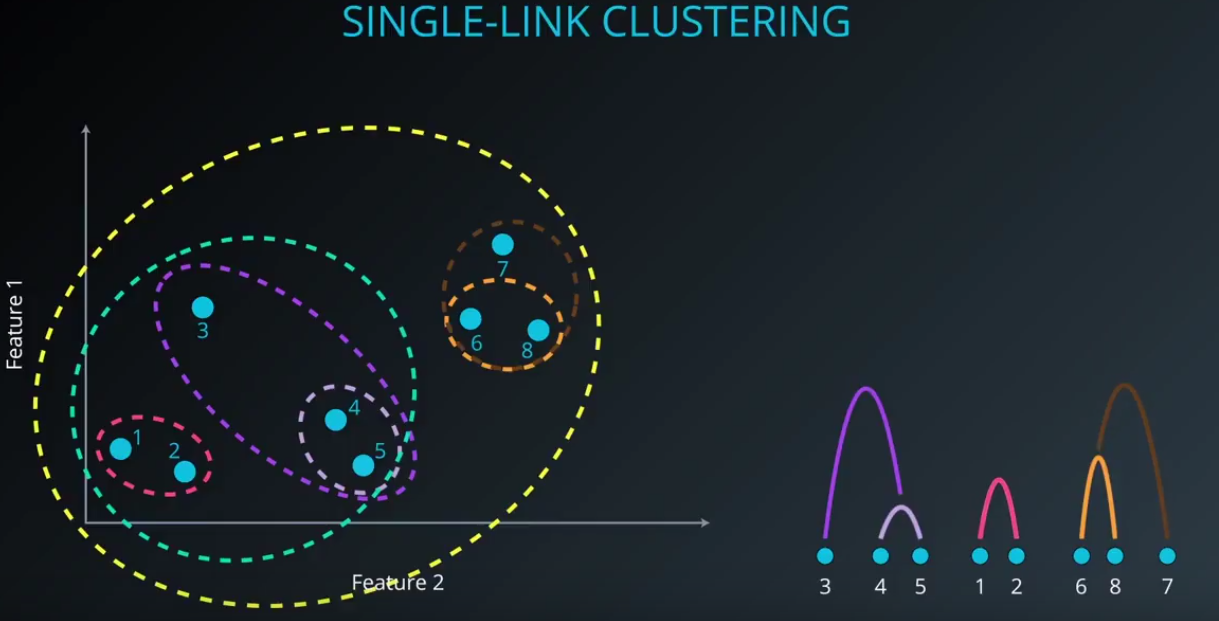 SINGLE-LINK CLUSTERING
Feature 1
7
3
6
8
4
1
2
5
Feature 2
3 4 5 1 2 6 8 7